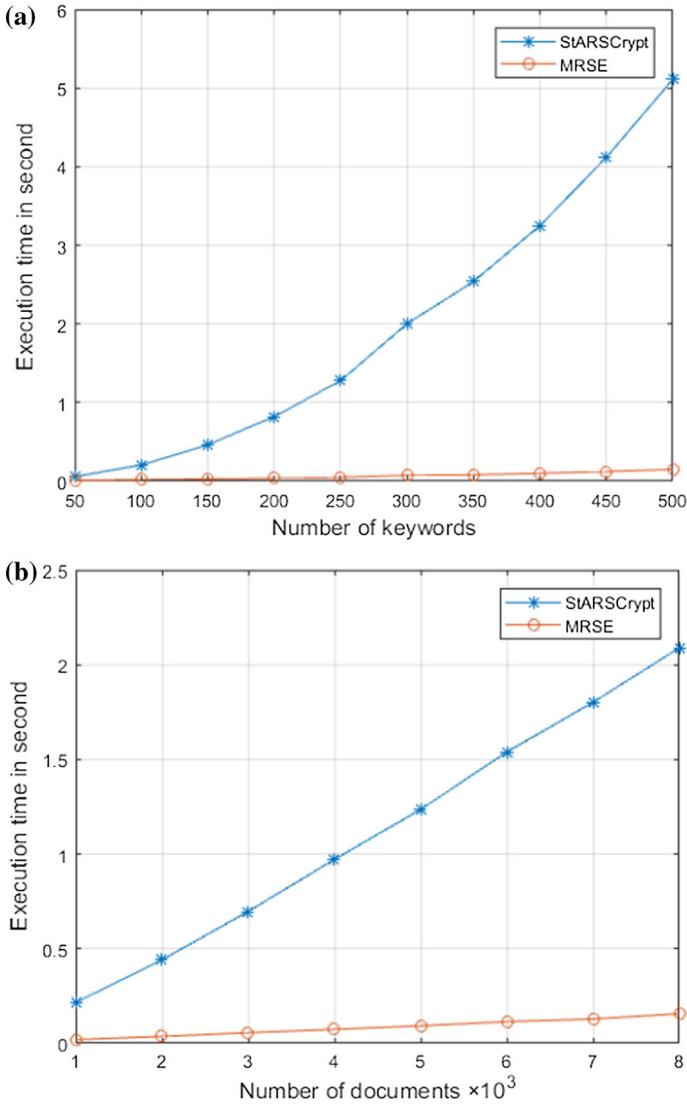 (a)
6
5
4
3
2
1
0
Execution time in second
StARSCrypt
MRSE
50 100 150 200 250 300 350 400 450 500
Number of keywords
(b)
2.5
2
1.5
1
0.5
0
Execution time in second
StARSCrypt
MRSE
1 2 3 4 5 6 7 8
Number of documents ×10³